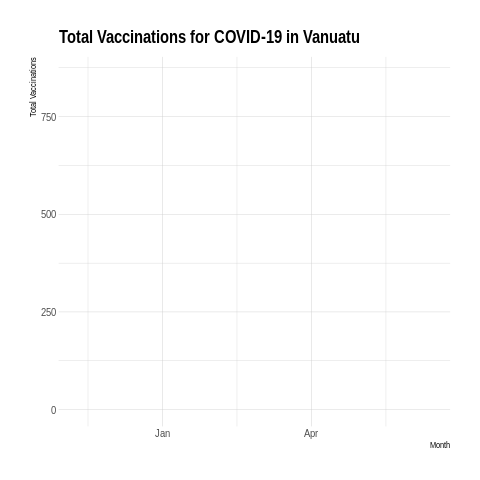 Total Vaccinations for COVID-19 in Vanuatu
Total Vaccinations
750
500
250
0
Jan Apr
Month